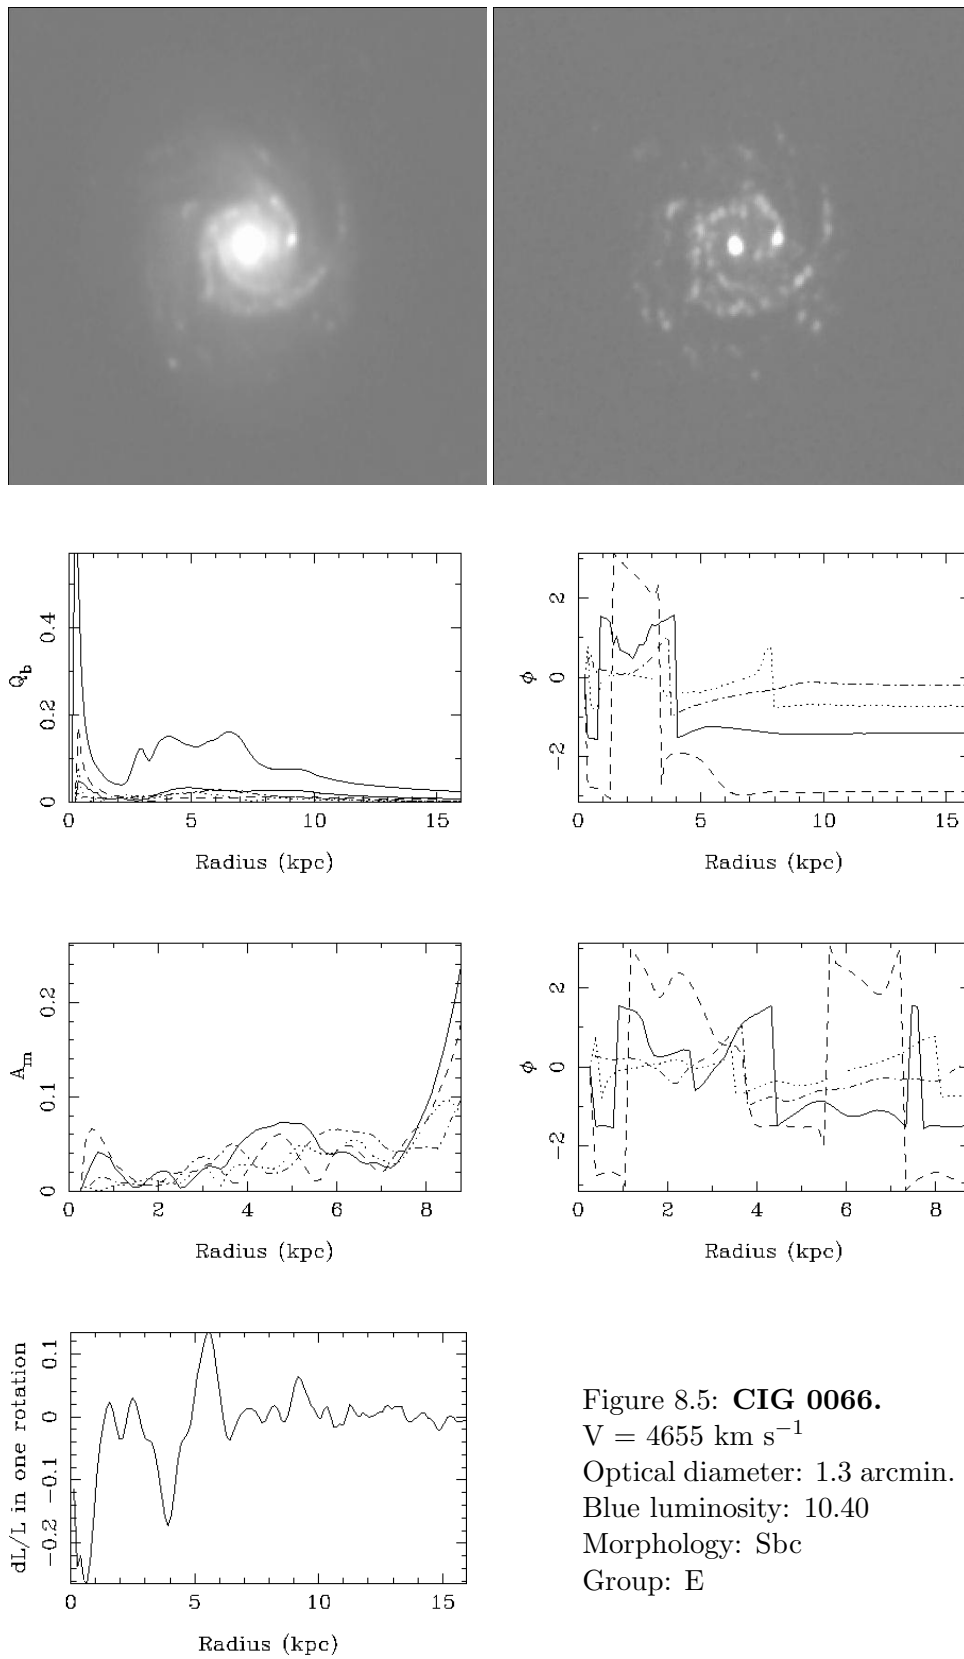 0.4
0.2
0
Q_b
0 5 10 15
Radius (kpc)
2
0
−2
ϕ
0 5 10 15
Radius (kpc)
0.2
0.1
0
A_m
0 2 4 6 8
Radius (kpc)
2
0
−2
ϕ
0 2 4 6 8
Radius (kpc)
0.1
0
−0.1
−0.2
dL/L in one rotation
0 5 10 15
Radius (kpc)
Figure 8.5: CIG 0066.
V = 4655 km s⁻¹
Optical diameter: 1.3 arcmin.
Blue luminosity: 10.40
Morphology: Sbc
Group: E